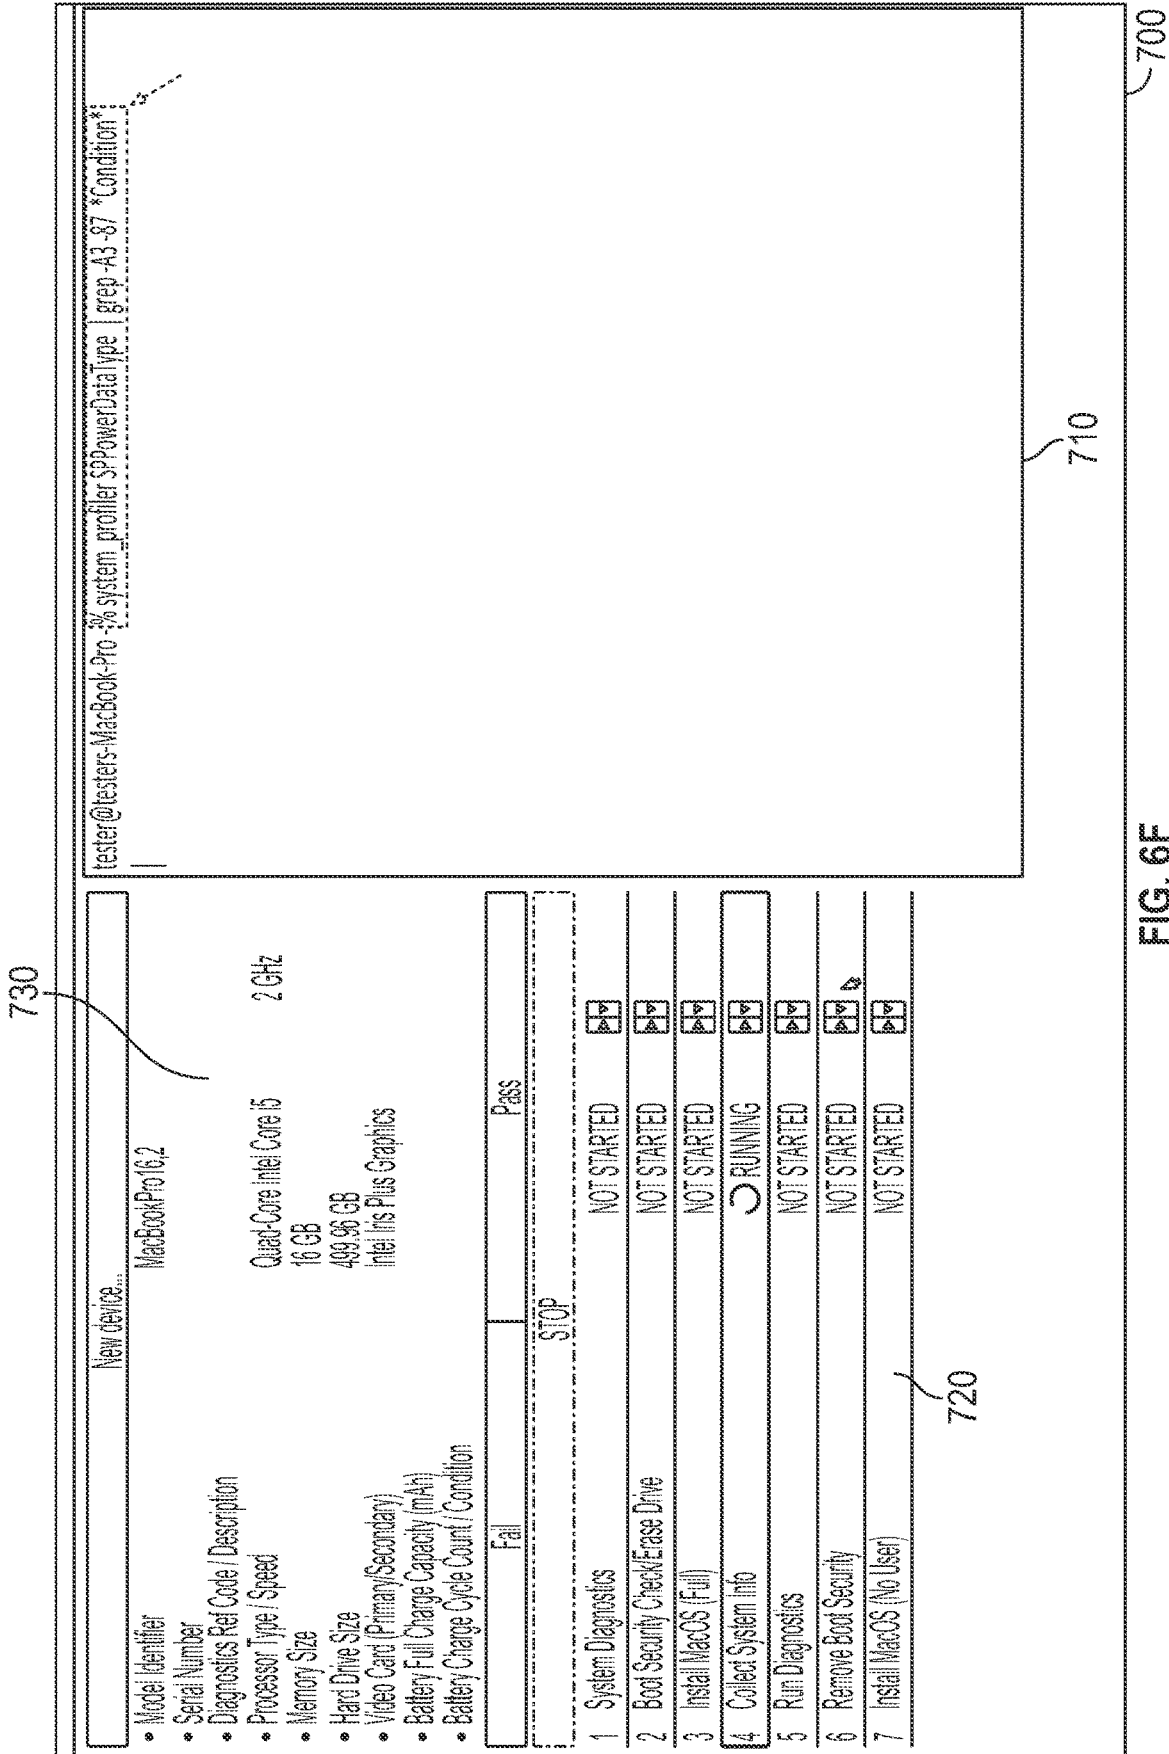 730
New device...
• Model Identifier MacBookPro16,2
• Serial Number
• Diagnostics Ref Code / Description
• Processor Type / Speed Quad-Core Intel Core i5 2 GHz
• Memory Size 16 GB
• Hard Drive Size 499.96 GB
• Video Card (Primary/Secondary) Intel Iris Plus Graphics
• Battery Full Charge Capacity (mAh)
• Battery Charge Cycle Count / Condition
Fail Pass
STOP
1 System Diagnostics NOT STARTED
2 Boot Security Check/Erase Drive NOT STARTED
3 Install MacOS (Full) NOT STARTED
4 Collect System Info RUNNING
5 Run Diagnostics NOT STARTED
6 Remove Boot Security NOT STARTED
7 Install MacOS (No User) NOT STARTED
720
tester@testers-MacBook-Pro -% system_profiler SPPowerDataType | grep -A3 -87 *Condition*
710
700
FIG. 6F